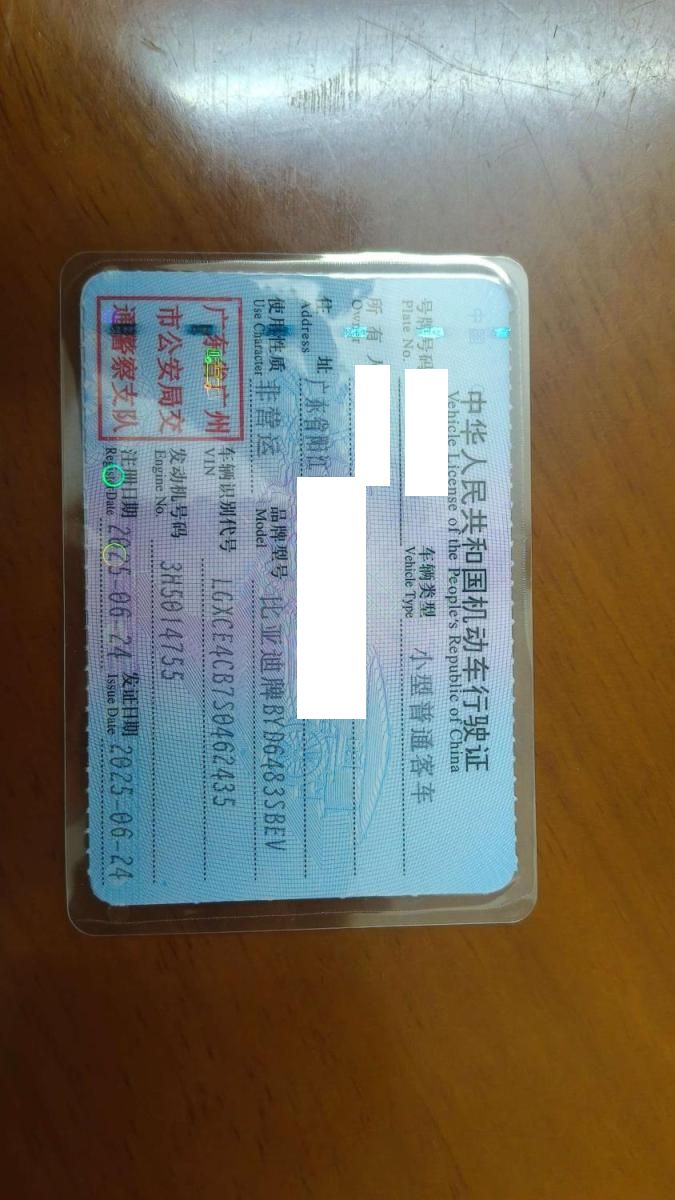 中华人民共和国机动车行驶证
Vehicle License of the People's Republic of China
号牌号码
Plate No.
车辆类型 小型普通客车
Vehicle Type
所有人
Owner
住址 广东省阳江
Address
使用性质 非营运
Use Character
品牌型号 比亚迪牌BYD6483SBEV
Model
车辆识别代号 LGXCE4CB7S0462435
VIN
发动机号码 3H5014755
Engine No.
注册日期 2025-06-24
Register Date
发证日期 2025-06-24
Issue Date
广东省广州
市公安局交
通警察支队